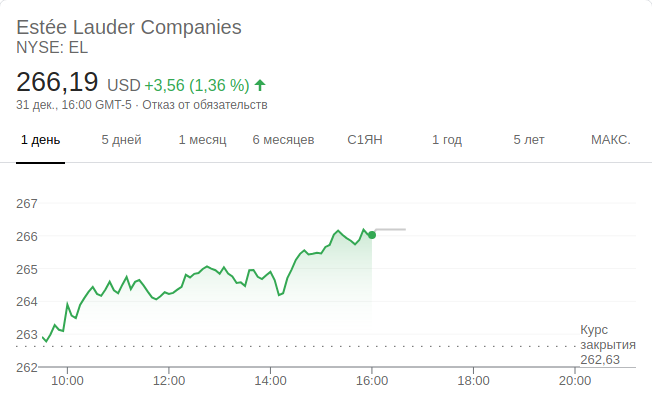 Estée Lauder Companies
NYSE: EL
266,19 USD +3,56 (1,36 %) ↑
31 дек., 16:00 GMT-5 · Отказ от обязательств
1 день 5 дней 1 месяц 6 месяцев С1ЯН 1 год 5 лет МАКС.
267
266
265
264
263
262
Курс
закрытия
262,63
10:00 12:00 14:00 16:00 18:00 20:00